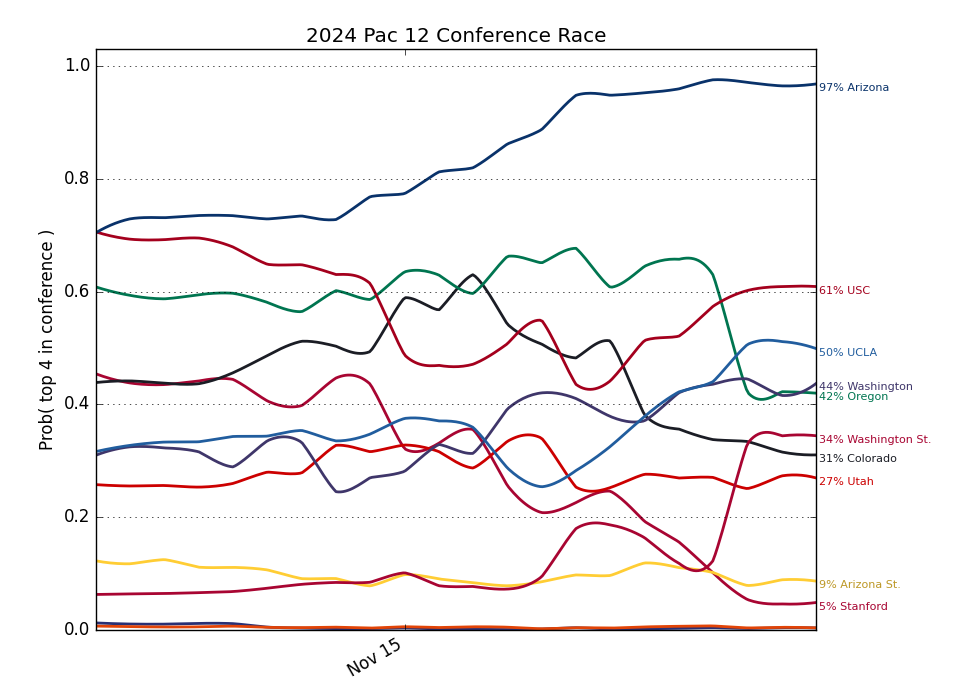 2024 Pac 12 Conference Race
Prob( top 4 in conference )
1.0
0.8
0.6
0.4
0.2
0.0
Nov 15
97% Arizona
61% USC
50% UCLA
44% Washington
42% Oregon
34% Washington St.
31% Colorado
27% Utah
9% Arizona St.
5% Stanford